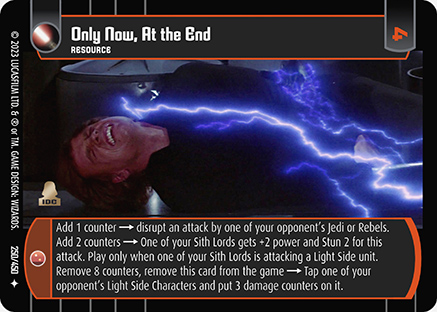 Only Now, At the End
RESOURCE
4
© 2023 LUCASFILM LTD. & ® or TM. GAME DESIGN: WIZARDS.
IDC
Add 1 counter → disrupt an attack by one of your opponent's Jedi or Rebels.
Add 2 counters → One of your Sith Lords gets +2 power and Stun 2 for this
attack. Play only when one of your Sith Lords is attacking a Light Side unit.
Remove 8 counters, remove this card from the game → Tap one of your
opponent's Light Side Characters and put 3 damage counters on it.
250/450